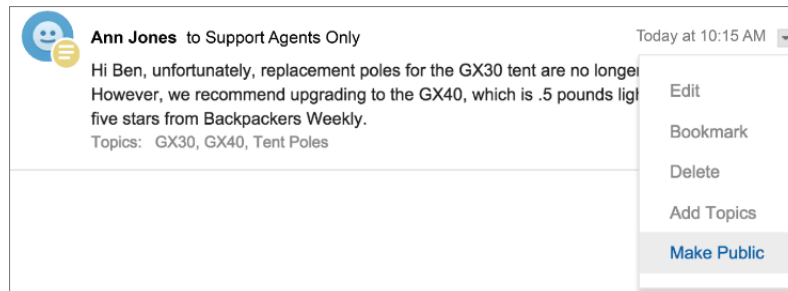 Ann Jones to Support Agents Only
Today at 10:15 AM
Hi Ben, unfortunately, replacement poles for the GX30 tent are no longer
However, we recommend upgrading to the GX40, which is .5 pounds
five stars from Backpackers Weekly.
Topics: GX30, GX40, Tent Poles
Edit
Bookmark
Delete
Add Topics
Make Public